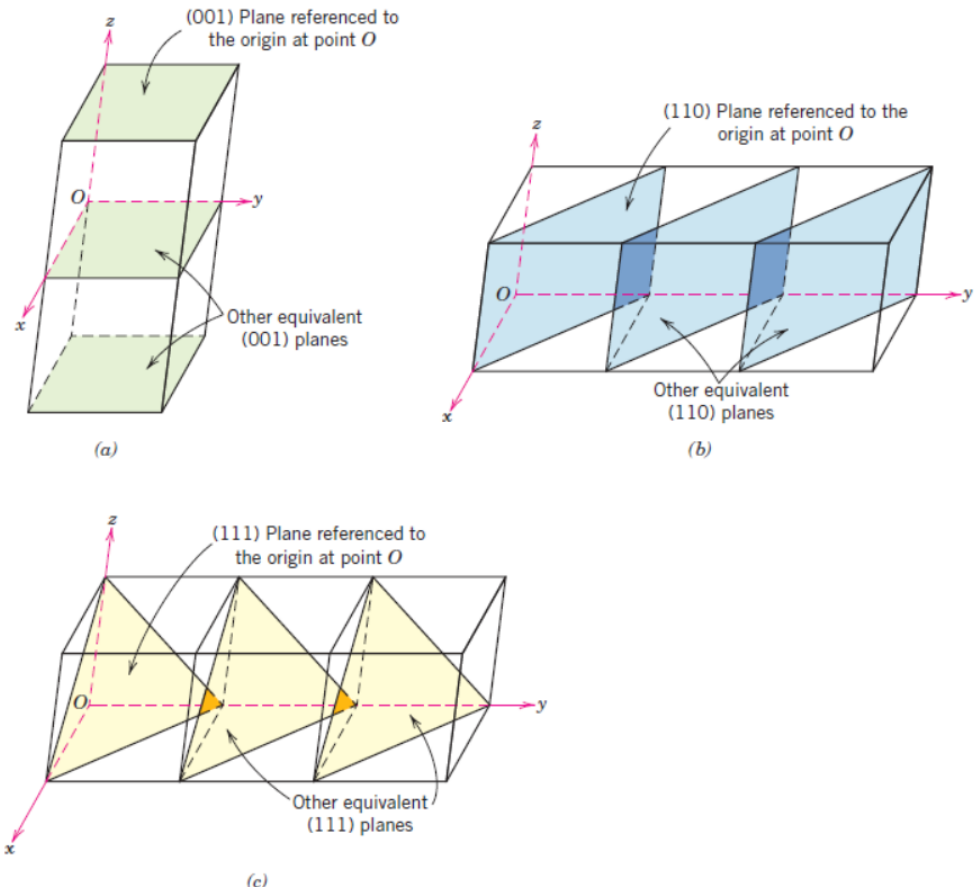 z
(001) Plane referenced to
the origin at point O
O
y
x
Other equivalent
(001) planes
(a)
z
(110) Plane referenced to the
origin at point O
O
y
x
Other equivalent
(110) planes
(b)
z
(111) Plane referenced to
the origin at point O
O
y
x
Other equivalent
(111) planes
(c)